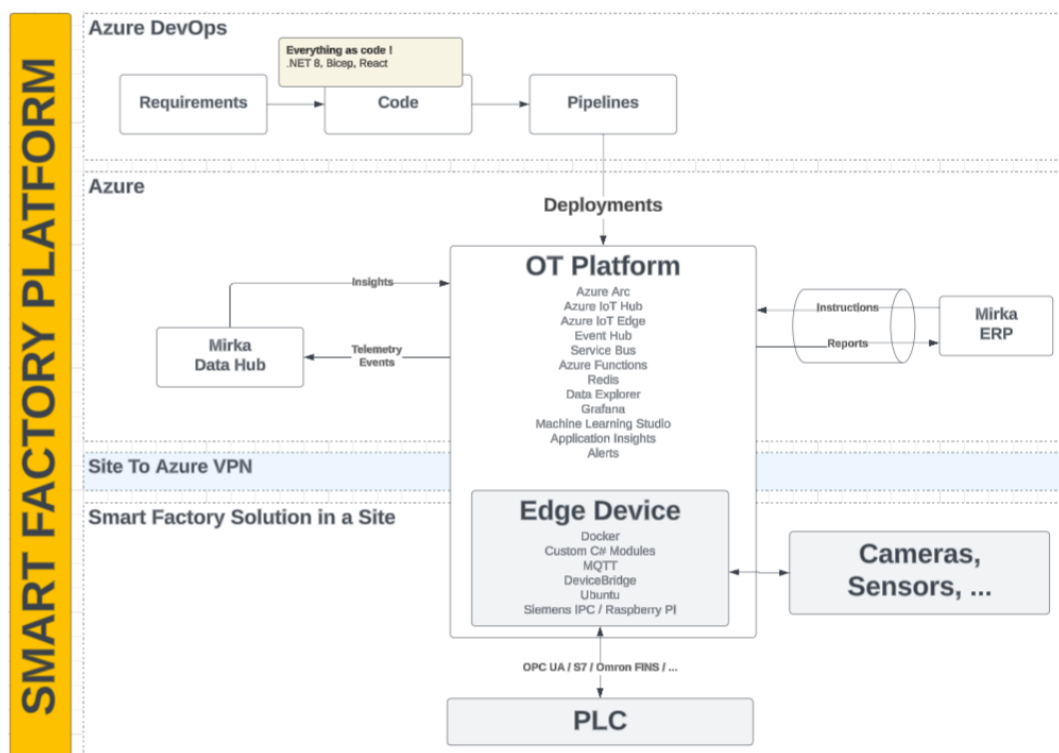 SMART FACTORY PLATFORM
Azure DevOps
Everything as code !
.NET 8, Bicep, React
Requirements
Code
Pipelines
Azure
Deployments
OT Platform
Azure Arc
Azure IoT Hub
Azure IoT Edge
Event Hub
Service Bus
Azure Functions
Redis
Data Explorer
Grafana
Machine Learning Studio
Application Insights
Alerts
Insights
Mirka
Data Hub
Telemetry
Events
Instructions
Reports
Mirka
ERP
Site To Azure VPN
Smart Factory Solution in a Site
Edge Device
Docker
Custom C# Modules
MQTT
DeviceBridge
Ubuntu
Siemens IPC / Raspberry PI
Cameras,
Sensors, ...
OPC UA / S7 / Omron FINS / ...
PLC